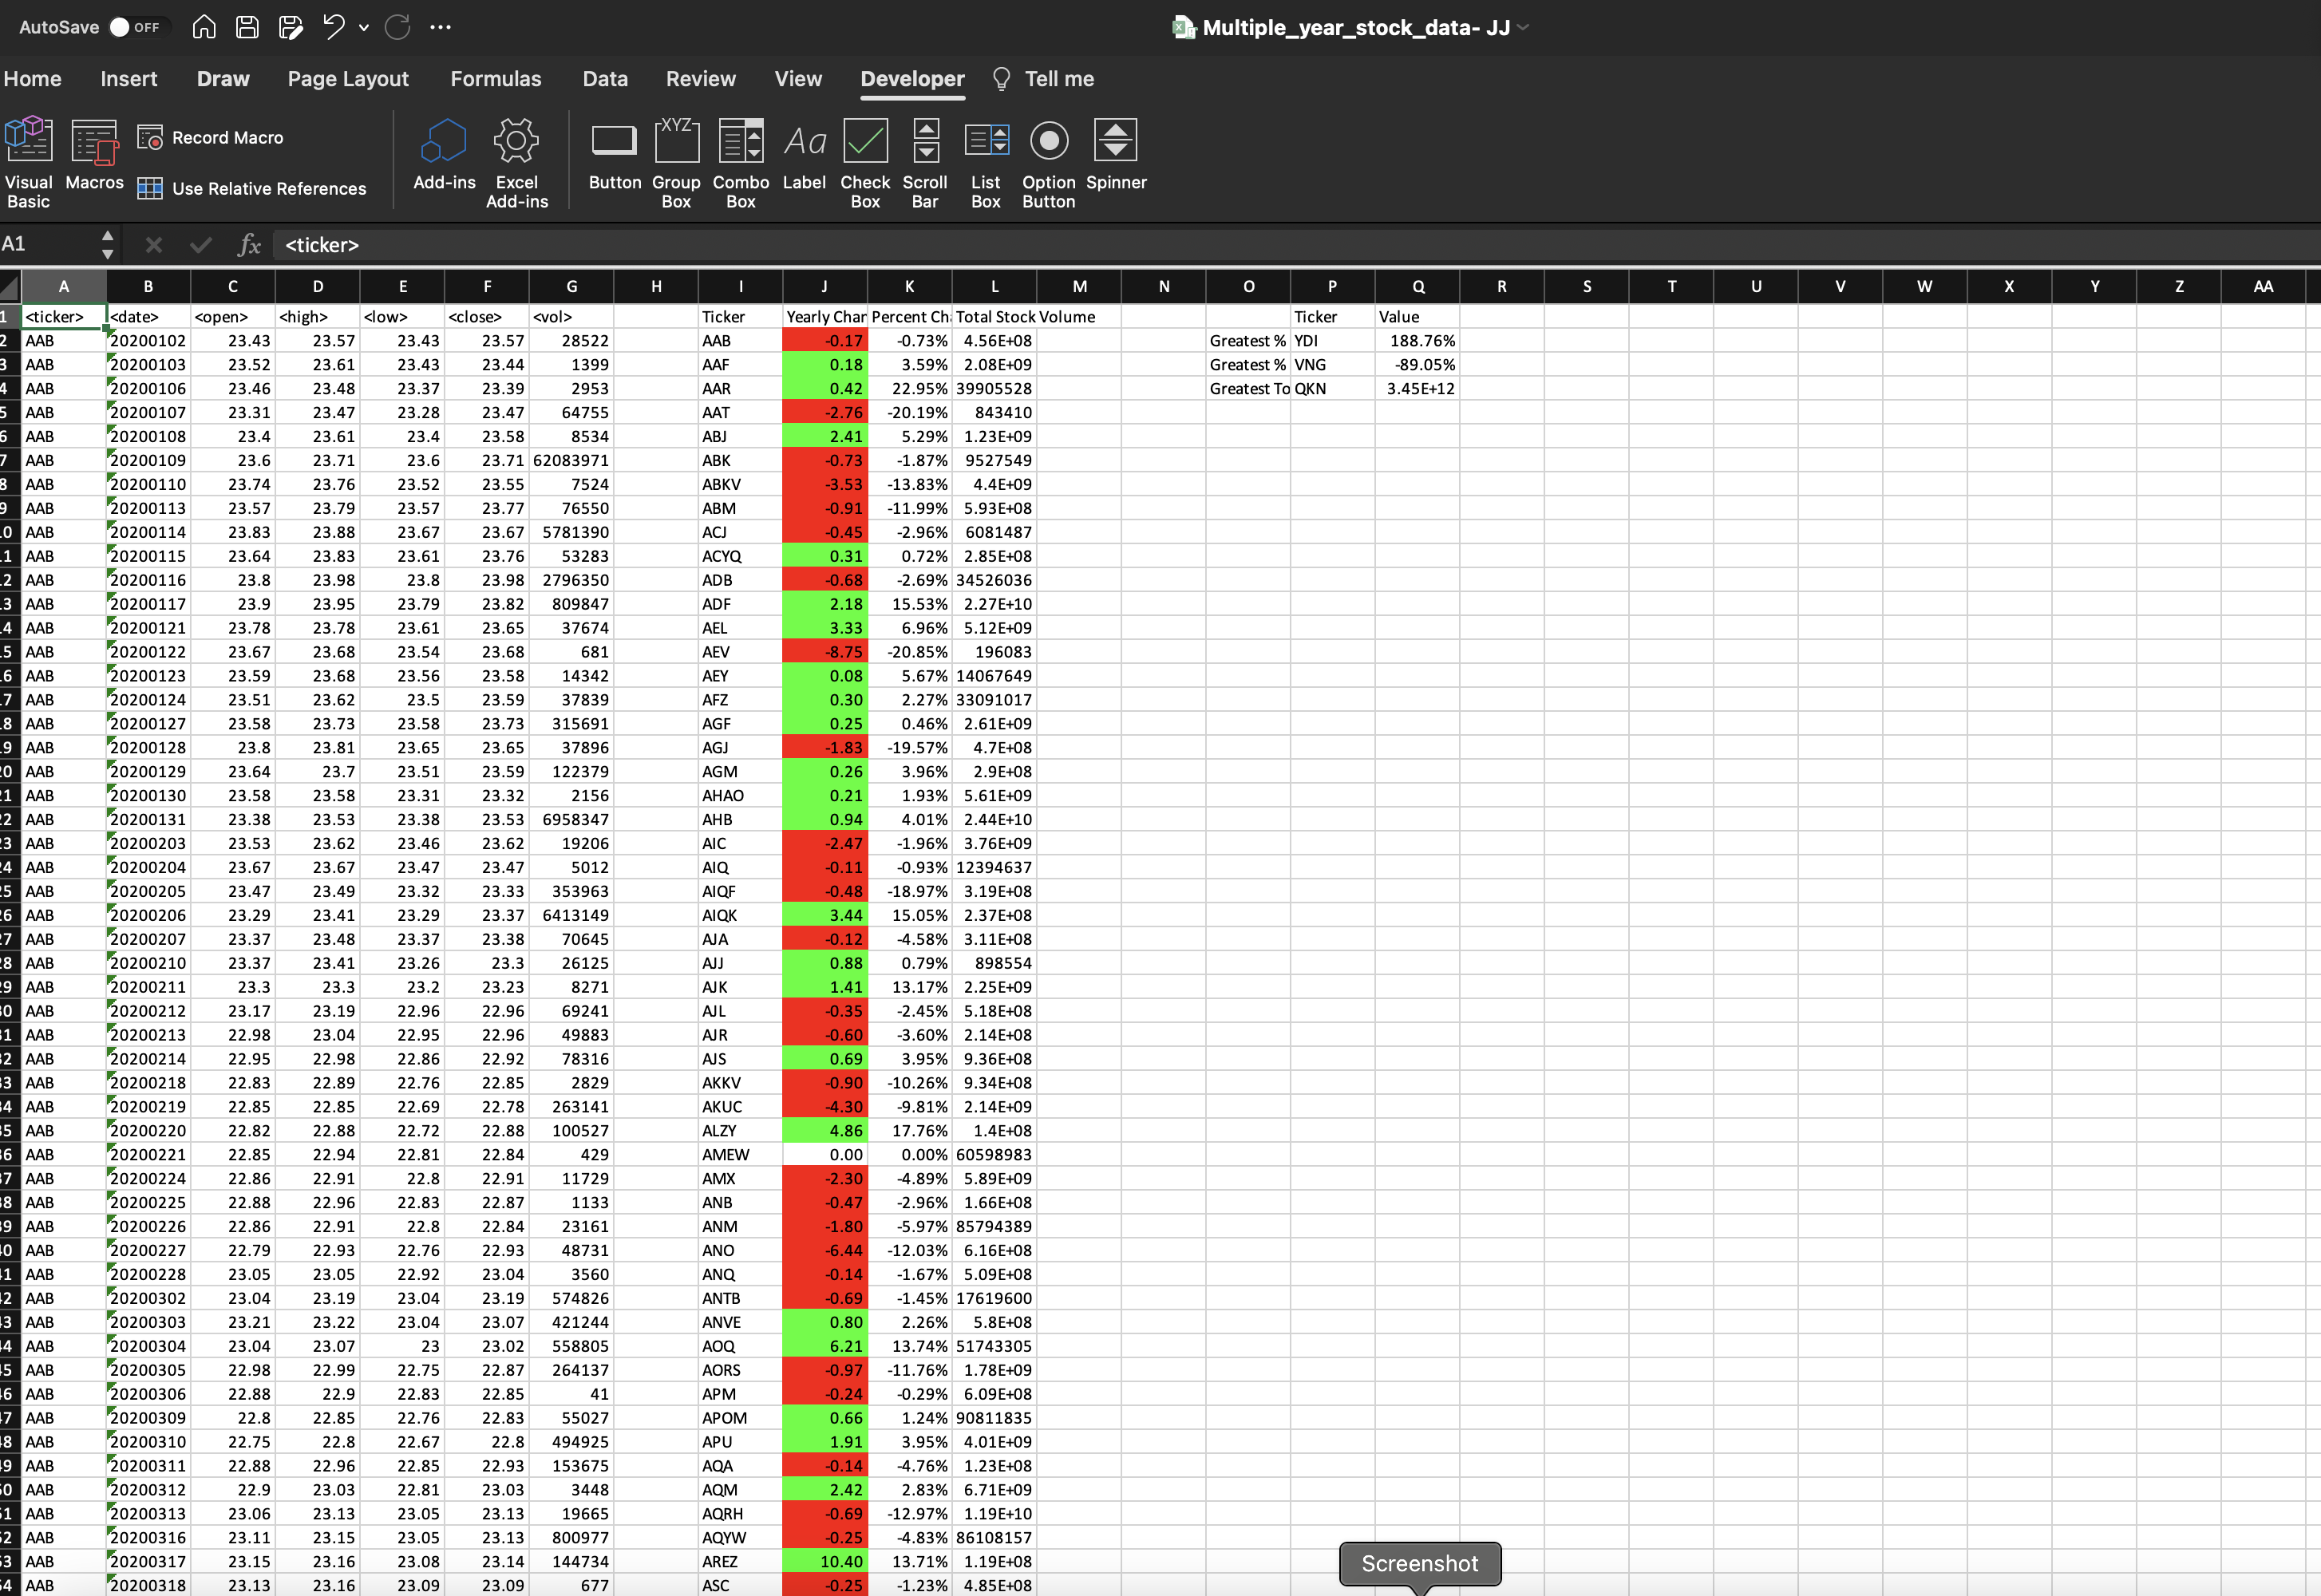 AutoSave OFF Multiple_year_stock_data- JJ
Home Insert Draw Page Layout Formulas Data Review View Developer Tell me
Visual Basic Macros Record Macro Use Relative References Add-ins Excel Add-ins Button Group Box Combo Box Label Check Box Scroll Bar List Box Option Button Spinner
A1 fx <ticker>
A B C D E F G H I J K L M N O P Q R S T U V W X Y Z AA
1 <ticker> <date> <open> <high> <low> <close> <vol> Ticker Yearly Chan Percent Ch Total Stock Volume Ticker Value
2 AAB 20200102 23.43 23.57 23.43 23.57 28522 AAB -0.17 -0.73% 4.56E+08 Greatest % YDI 188.76%
3 AAB 20200103 23.52 23.61 23.43 23.44 1399 AAF 0.18 3.59% 2.08E+09 Greatest % VNG -89.05%
4 AAB 20200106 23.46 23.48 23.37 23.39 2953 AAR 0.42 22.95% 39905528 Greatest To QKN 3.45E+12
5 AAB 20200107 23.31 23.47 23.28 23.47 64755 AAT -2.76 -20.19% 843410
6 AAB 20200108 23.4 23.61 23.4 23.58 8534 ABJ 2.41 5.29% 1.23E+09
7 AAB 20200109 23.6 23.71 23.6 23.71 62083971 ABK -0.73 -1.87% 9527549
8 AAB 20200110 23.74 23.76 23.52 23.55 7524 ABKV -3.53 -13.83% 4.4E+09
9 AAB 20200113 23.57 23.79 23.57 23.77 76550 ABM -0.91 -11.99% 5.93E+08
0 AAB 20200114 23.83 23.88 23.67 23.67 5781390 ACJ -0.45 -2.96% 6081487
1 AAB 20200115 23.64 23.83 23.61 23.76 53283 ACYQ 0.31 0.72% 2.85E+08
2 AAB 20200116 23.8 23.98 23.8 23.98 2796350 ADB -0.68 -2.69% 34526036
3 AAB 20200117 23.9 23.95 23.79 23.82 809847 ADF 2.18 15.53% 2.27E+10
4 AAB 20200121 23.78 23.78 23.61 23.65 37674 AEL 3.33 6.96% 5.12E+09
5 AAB 20200122 23.67 23.68 23.54 23.68 681 AEV -8.75 -20.85% 196083
6 AAB 20200123 23.59 23.68 23.56 23.58 14342 AEY 0.08 5.67% 14067649
7 AAB 20200124 23.51 23.62 23.5 23.59 37839 AFZ 0.30 2.27% 33091017
8 AAB 20200127 23.58 23.73 23.58 23.73 315691 AGF 0.25 0.46% 2.61E+09
9 AAB 20200128 23.8 23.81 23.65 23.65 37896 AGJ -1.83 -19.57% 4.7E+08
20 AAB 20200129 23.64 23.7 23.51 23.59 122379 AGM 0.26 3.96% 2.9E+08
21 AAB 20200130 23.58 23.58 23.31 23.32 2156 AHAO 0.21 1.93% 5.61E+09
22 AAB 20200131 23.38 23.53 23.38 23.53 6958347 AHB 0.94 4.01% 2.44E+10
23 AAB 20200203 23.53 23.62 23.46 23.62 19206 AIC -2.47 -1.96% 3.76E+09
24 AAB 20200204 23.67 23.67 23.47 23.47 5012 AIQ -0.11 -0.93% 12394637
25 AAB 20200205 23.47 23.49 23.32 23.33 353963 AIQF -0.48 -18.97% 3.19E+08
26 AAB 20200206 23.29 23.41 23.29 23.37 6413149 AIQK 3.44 15.05% 2.37E+08
27 AAB 20200207 23.37 23.48 23.37 23.38 70645 AJA -0.12 -4.58% 3.11E+08
28 AAB 20200210 23.37 23.41 23.26 23.3 26125 AJJ 0.88 0.79% 898554
29 AAB 20200211 23.3 23.3 23.2 23.23 8271 AJK 1.41 13.17% 2.25E+09
30 AAB 20200212 23.17 23.19 22.96 22.96 69241 AJL -0.35 -2.45% 5.18E+08
31 AAB 20200213 22.98 23.04 22.95 22.96 49883 AJR -0.60 -3.60% 2.14E+08
32 AAB 20200214 22.95 22.98 22.86 22.92 78316 AJS 0.69 3.95% 9.36E+08
33 AAB 20200218 22.83 22.89 22.76 22.85 2829 AKKV -0.90 -10.26% 9.34E+08
34 AAB 20200219 22.85 22.85 22.69 22.78 263141 AKUC -4.30 -9.81% 2.14E+09
35 AAB 20200220 22.82 22.88 22.72 22.88 100527 ALZY 4.86 17.76% 1.4E+08
36 AAB 20200221 22.85 22.94 22.81 22.84 429 AMEW 0.00 0.00% 60598983
37 AAB 20200224 22.86 22.91 22.8 22.91 11729 AMX -2.30 -4.89% 5.89E+09
38 AAB 20200225 22.88 22.96 22.83 22.87 1133 ANB -0.47 -2.96% 1.66E+08
39 AAB 20200226 22.86 22.91 22.8 22.84 23161 ANM -1.80 -5.97% 85794389
40 AAB 20200227 22.79 22.93 22.76 22.93 48731 ANO -6.44 -12.03% 6.16E+08
41 AAB 20200228 23.05 23.05 22.92 23.04 3560 ANQ -0.14 -1.67% 5.09E+08
42 AAB 20200302 23.04 23.19 23.04 23.19 574826 ANTB -0.69 -1.45% 17619600
43 AAB 20200303 23.21 23.22 23.04 23.07 421244 ANVE 0.80 2.26% 5.8E+08
44 AAB 20200304 23.04 23.07 23 23.02 558805 AOQ 6.21 13.74% 51743305
45 AAB 20200305 22.98 22.99 22.75 22.87 264137 AORS -0.97 -11.76% 1.78E+09
46 AAB 20200306 22.88 22.9 22.83 22.85 41 APM -0.24 -0.29% 6.09E+08
47 AAB 20200309 22.8 22.85 22.76 22.83 55027 APOM 0.66 1.24% 90811835
48 AAB 20200310 22.75 22.8 22.67 22.8 494925 APU 1.91 3.95% 4.01E+09
49 AAB 20200311 22.88 22.96 22.85 22.93 153675 AQA -0.14 -4.76% 1.23E+08
50 AAB 20200312 22.9 23.03 22.81 23.03 3448 AQM 2.42 2.83% 6.71E+09
51 AAB 20200313 23.06 23.13 23.05 23.13 19665 AQRH -0.69 -12.97% 1.19E+10
52 AAB 20200316 23.11 23.15 23.05 23.13 800977 AQYW -0.25 -4.83% 86108157
53 AAB 20200317 23.15 23.16 23.08 23.14 144734 AREZ 10.40 13.71% 1.19E+08
54 AAB 20200318 23.13 23.16 23.09 23.09 677 ASC -0.25 -1.23% 4.85E+08
Screenshot